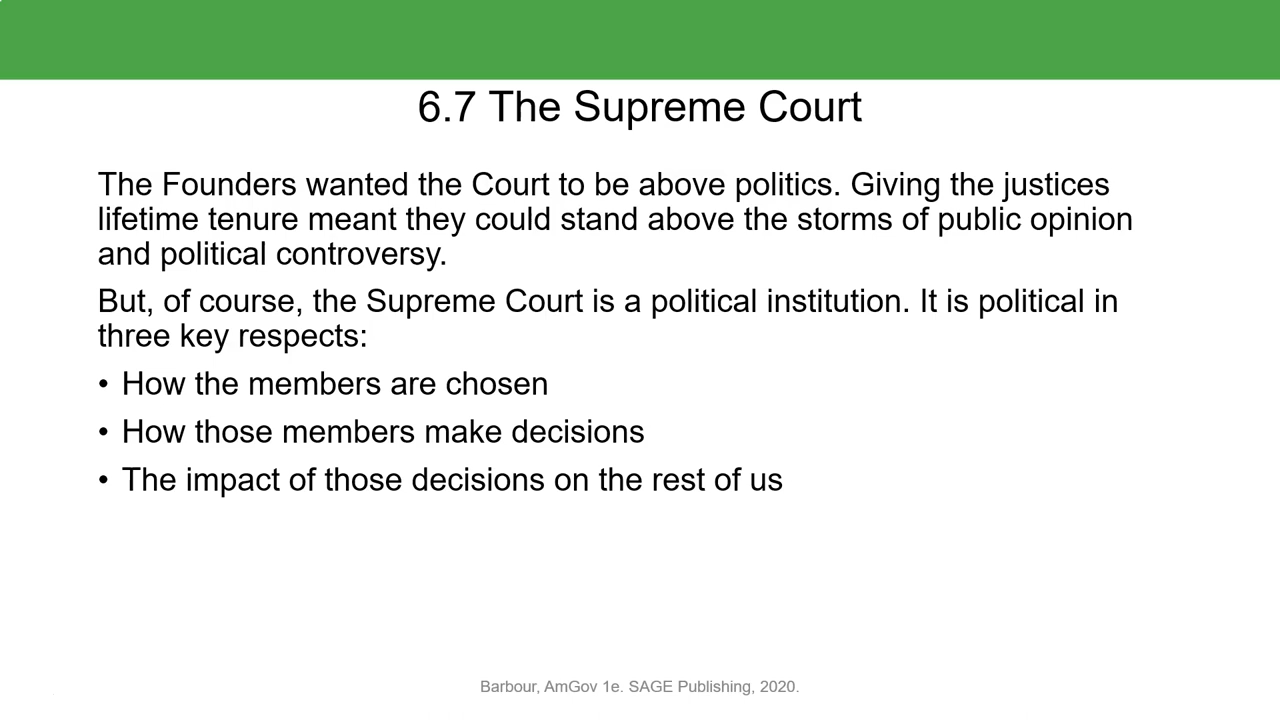 6.7 The Supreme Court
The Founders wanted the Court to be above politics. Giving the justices
lifetime tenure meant they could stand above the storms of public opinion
and political controversy.
But, of course, the Supreme Court is a political institution. It is political in
three key respects:
• How the members are chosen
• How those members make decisions
• The impact of those decisions on the rest of us
Barbour, AmGov 1e. SAGE Publishing, 2020.